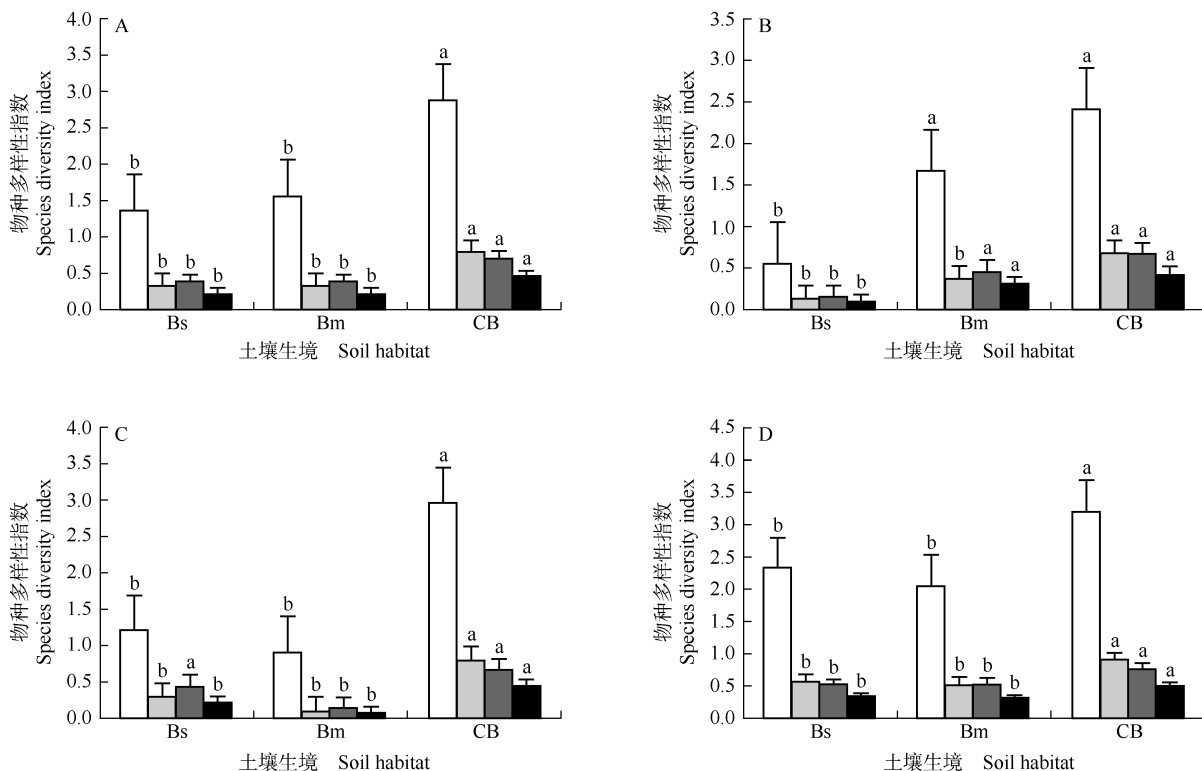 A
物种多样性指数
Species diversity index
4.0
3.5
3.0
2.5
2.0
1.5
1.0
0.5
0.0
b
b
b
b
b
b
b
b
a
a
a
a
Bs
Bm
CB
土壤生境 Soil habitat
B
物种多样性指数
Species diversity index
3.5
3.0
2.5
2.0
1.5
1.0
0.5
0.0
b
b
b
b
a
b
a
a
a
a
a
a
Bs
Bm
CB
土壤生境 Soil habitat
C
物种多样性指数
Species diversity index
4.0
3.5
3.0
2.5
2.0
1.5
1.0
0.5
0.0
b
b
a
b
b
b
b
b
a
a
a
a
Bs
Bm
CB
土壤生境 Soil habitat
D
物种多样性指数
Species diversity index
4.5
4.0
3.5
3.0
2.5
2.0
1.5
1.0
0.5
0.0
b
b
b
b
b
b
b
b
a
a
a
a
Bs
Bm
CB
土壤生境 Soil habitat